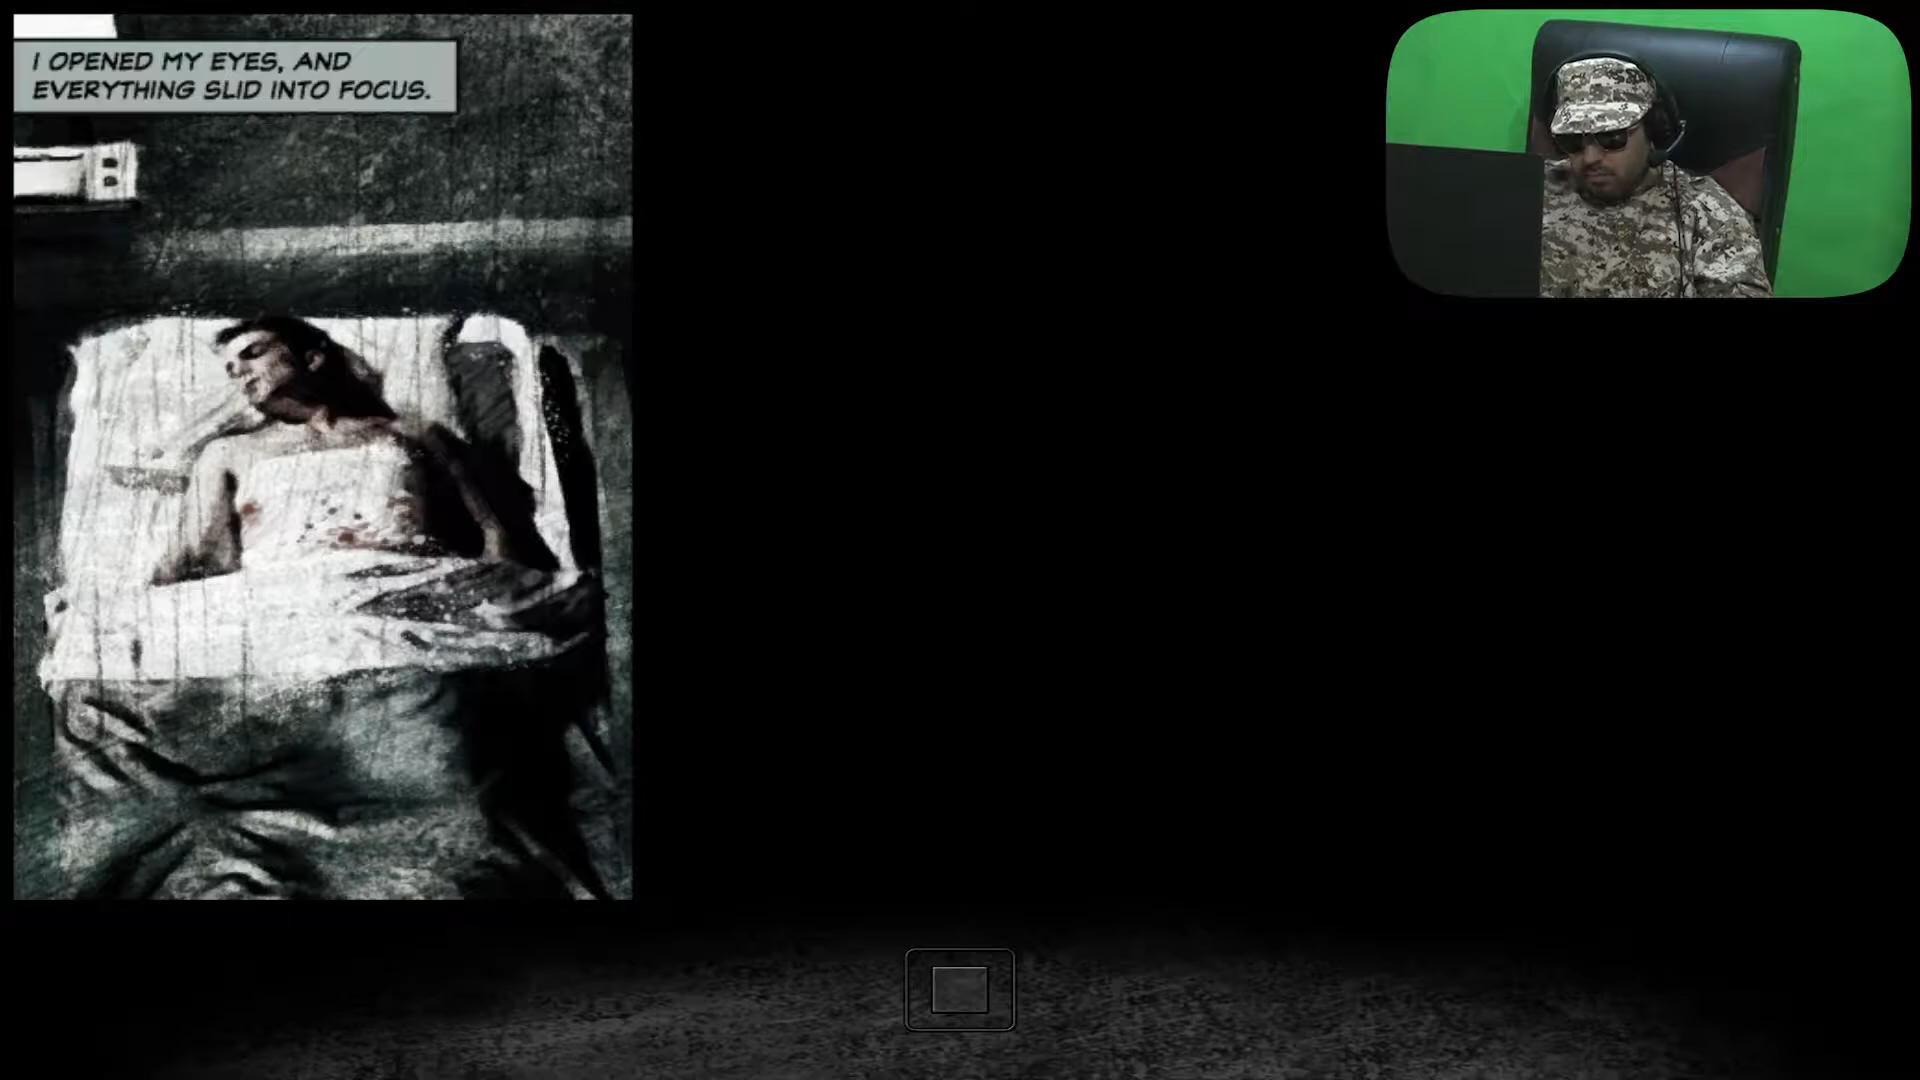 I OPENED MY EYES, AND
EVERYTHING SLID INTO FOCUS.